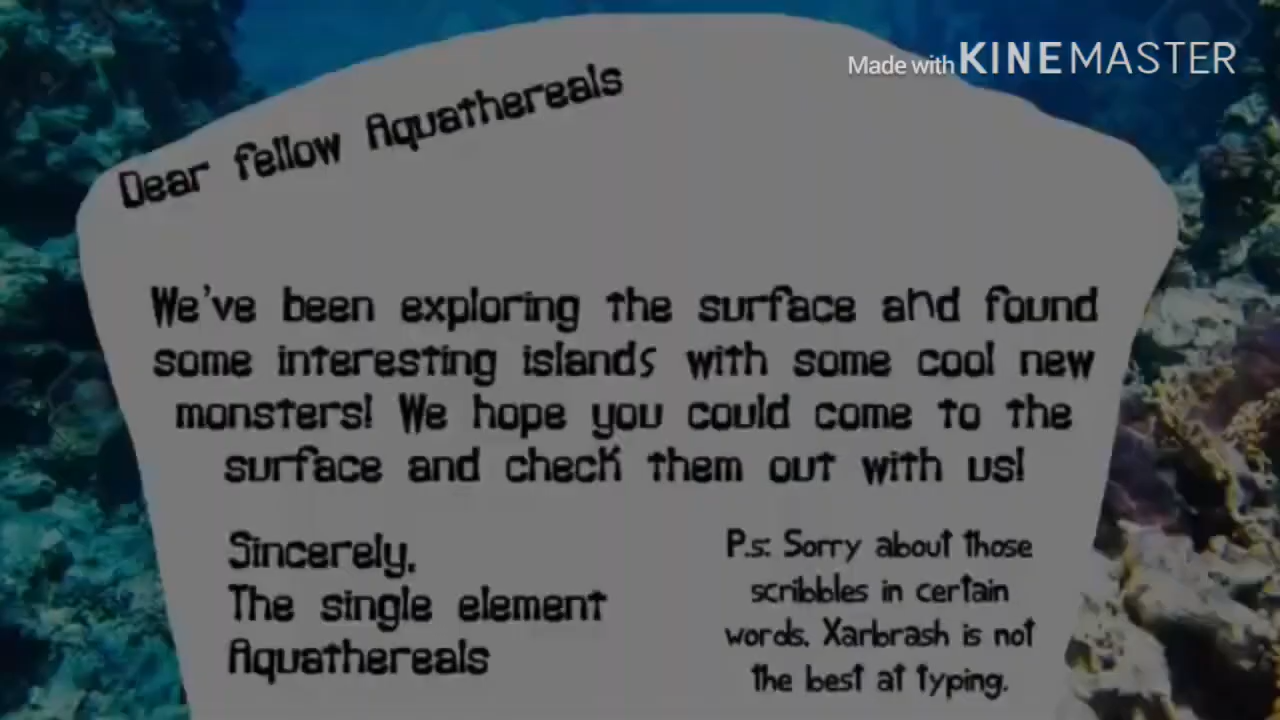 Made with KINEMASTER
Dear fellow Aquathereals
We've been exploring the surface and found
some interesting islands with some cool new
monsters! We hope you could come to the
surface and check them out with us!
Sincerely,
The single element
Aquathereals
P.s: Sorry about those
scribbles in certain
words. Xarbrash is not
the best at typing.